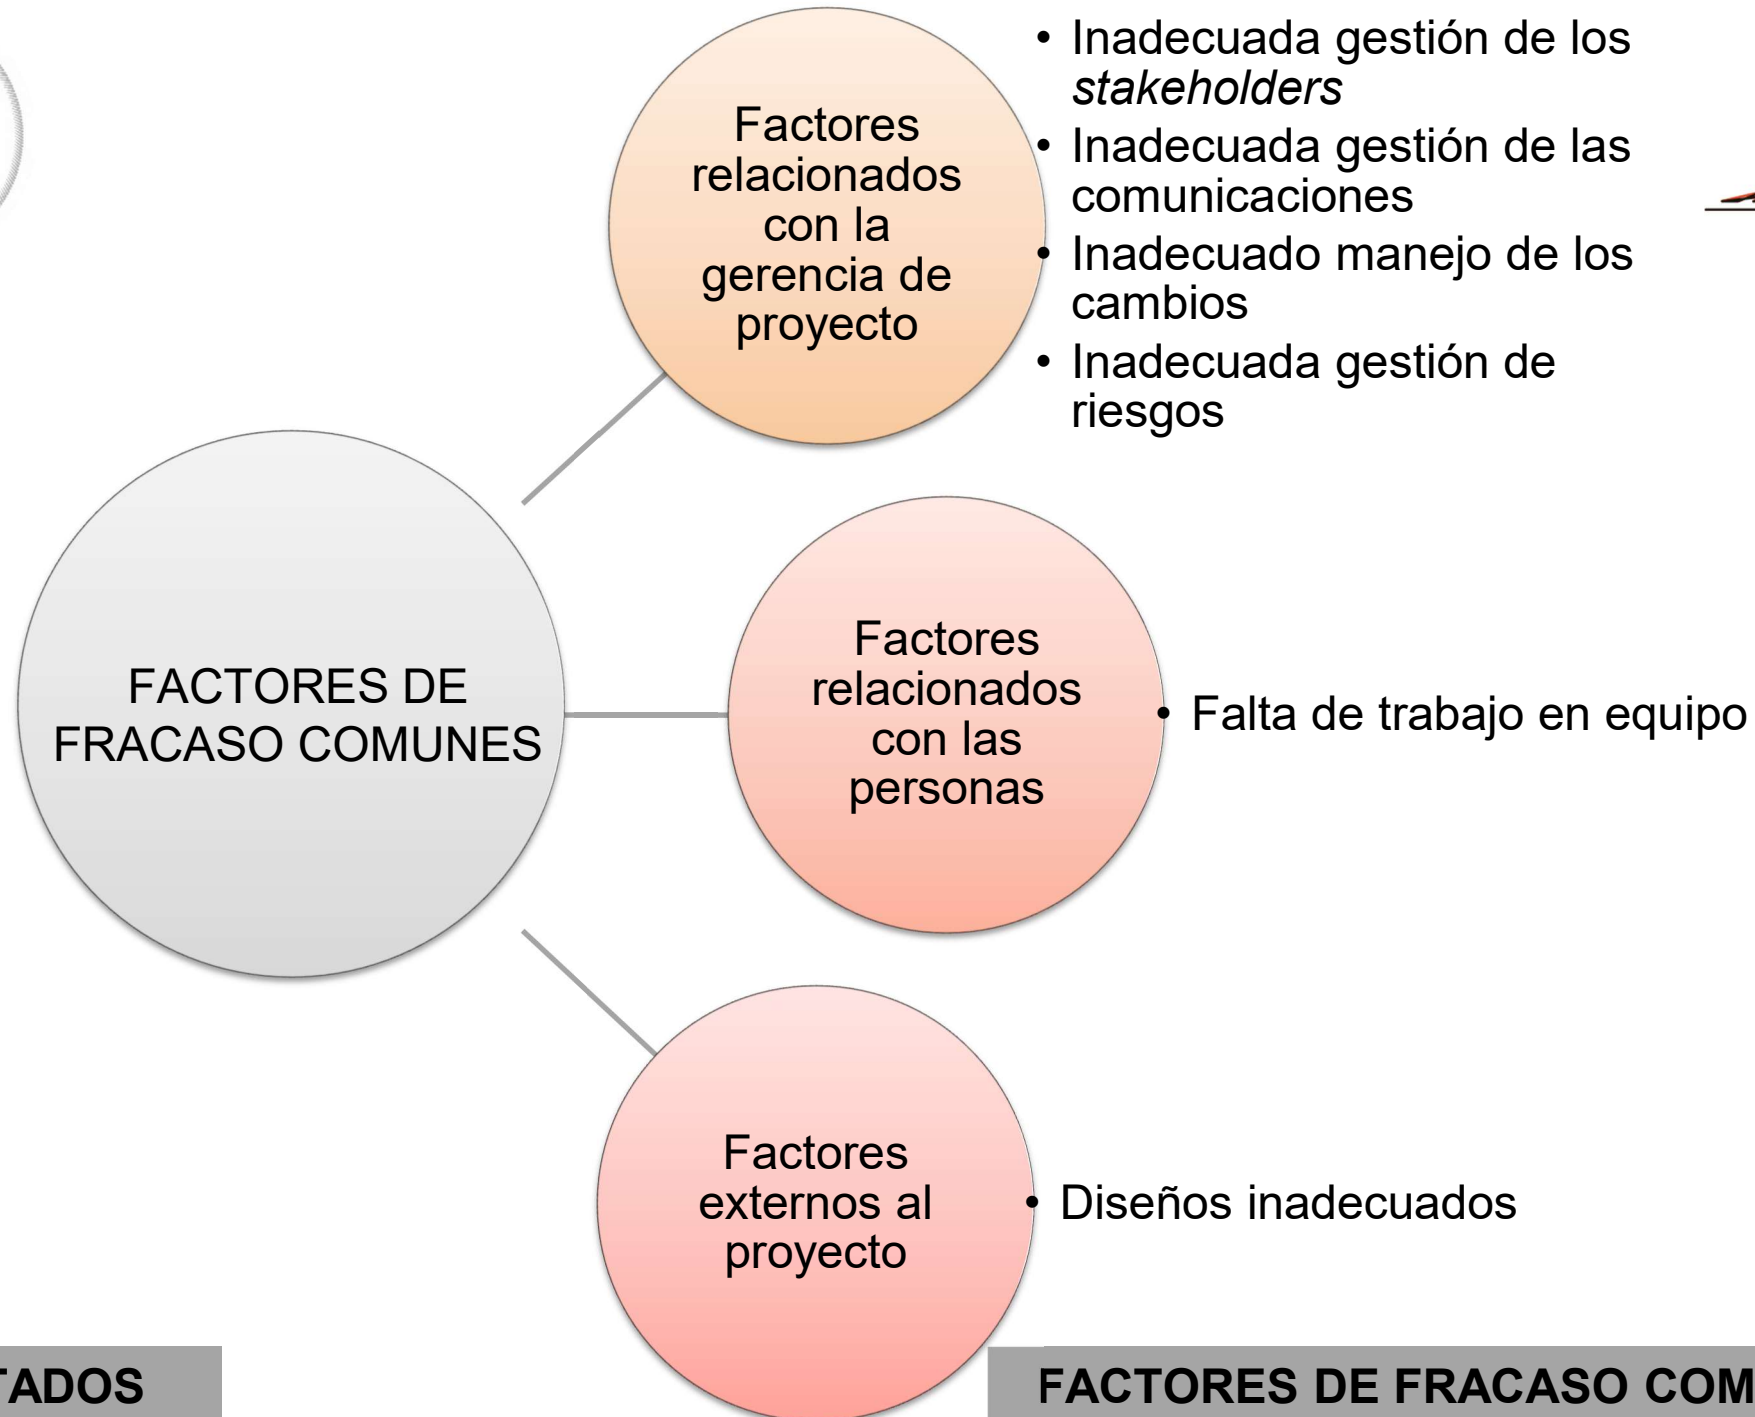 Factores
relacionados
con la
gerencia de
proyecto
• Inadecuada gestión de los
stakeholders
• Inadecuada gestión de las
comunicaciones
• Inadecuado manejo de los
cambios
• Inadecuada gestión de
riesgos
FACTORES DE
FRACASO COMUNES
Factores
relacionados
con las
personas
• Falta de trabajo en equipo
Factores
externos al
proyecto
• Diseños inadecuados
TADOS
FACTORES DE FRACASO COM